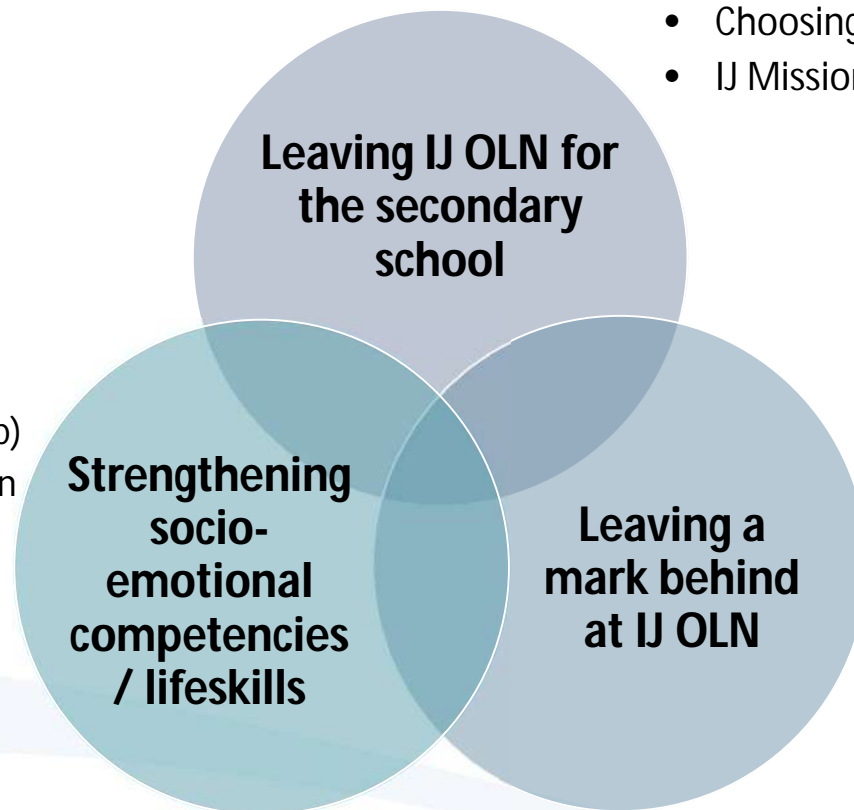 • Choosing
• IJ Mission
Leaving IJ OLN for
the secondary
school
Strengthening
socio-
emotional
competencies
/ lifeskills
Leaving a
mark behind
at IJ OLN